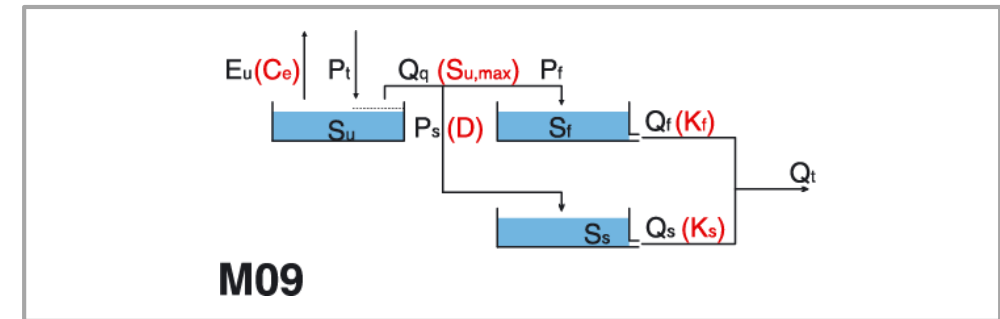 Eu(Ce) Pt Qq (Su,max) Pf
Su Ps (D) Sf Qf (Kf)
Qt
Ss Qs (Ks)
M09